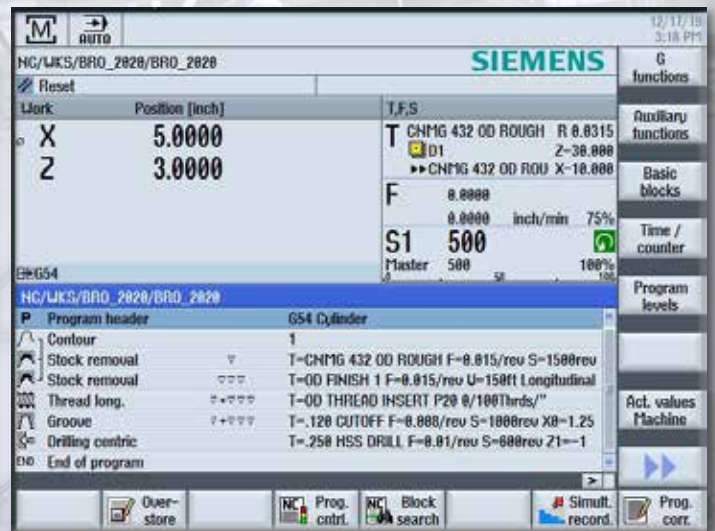 M AUTO
12/17/19
3:18 PM
NC/WKS/BRO_2020/BRO_2020
SIEMENS
Reset
G functions
Work Position [inch]
T,F,S
X 5.0000
Z 3.0000
T CNMG 432 OD ROUGH R 0.0315
D1 Z-30.000
▸▸CNMG 432 OD ROU X-10.000
F 0.0000
0.0000 inch/min 75%
S1 500
Master 500 100%
0 50 100
G54
Auxiliary functions
Basic blocks
Time / counter
Program levels
Act. values Machine
NC/WKS/BRO_2020/BRO_2020
P Program header G54 Cylinder
Contour 1
Stock removal ▽ T=CNMG 432 OD ROUGH F=0.015/rev S=1500rev
Stock removal ▽▽▽ T=OD FINISH 1 F=0.015/rev U=150ft Longitudinal
Thread long. ▽+▽▽▽ T=OD THREAD INSERT P20 0/100Thrds/"
Groove ▽+▽▽▽ T=.120 CUTOFF F=0.008/rev S=1000rev X0=1.25
Drilling centric T=.250 HSS DRILL F=0.01/rev S=600rev Z1=-1
END End of program
Over- store
NC Prog. cntrl.
NC Block search
Simult. record.
Prog. corr.